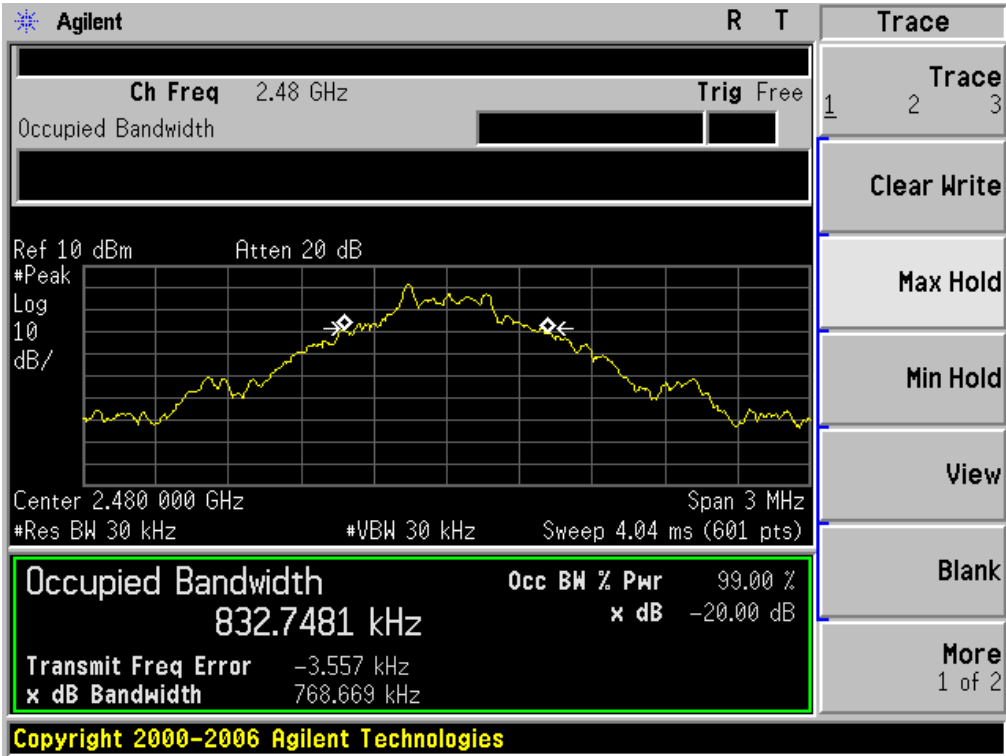 Agilent R T Trace
Ch Freq 2.48 GHz Trig Free
Occupied Bandwidth
Trace
1 2 3
Clear Write
Max Hold
Min Hold
View
Blank
More
1 of 2
Ref 10 dBm Atten 20 dB
#Peak
Log
10
dB/
Center 2.480 000 GHz Span 3 MHz
#Res BW 30 kHz #VBW 30 kHz Sweep 4.04 ms (601 pts)
Occupied Bandwidth Occ BW % Pwr 99.00 %
832.7481 kHz x dB -20.00 dB
Transmit Freq Error -3.557 kHz
x dB Bandwidth 768.669 kHz
Copyright 2000-2006 Agilent Technologies